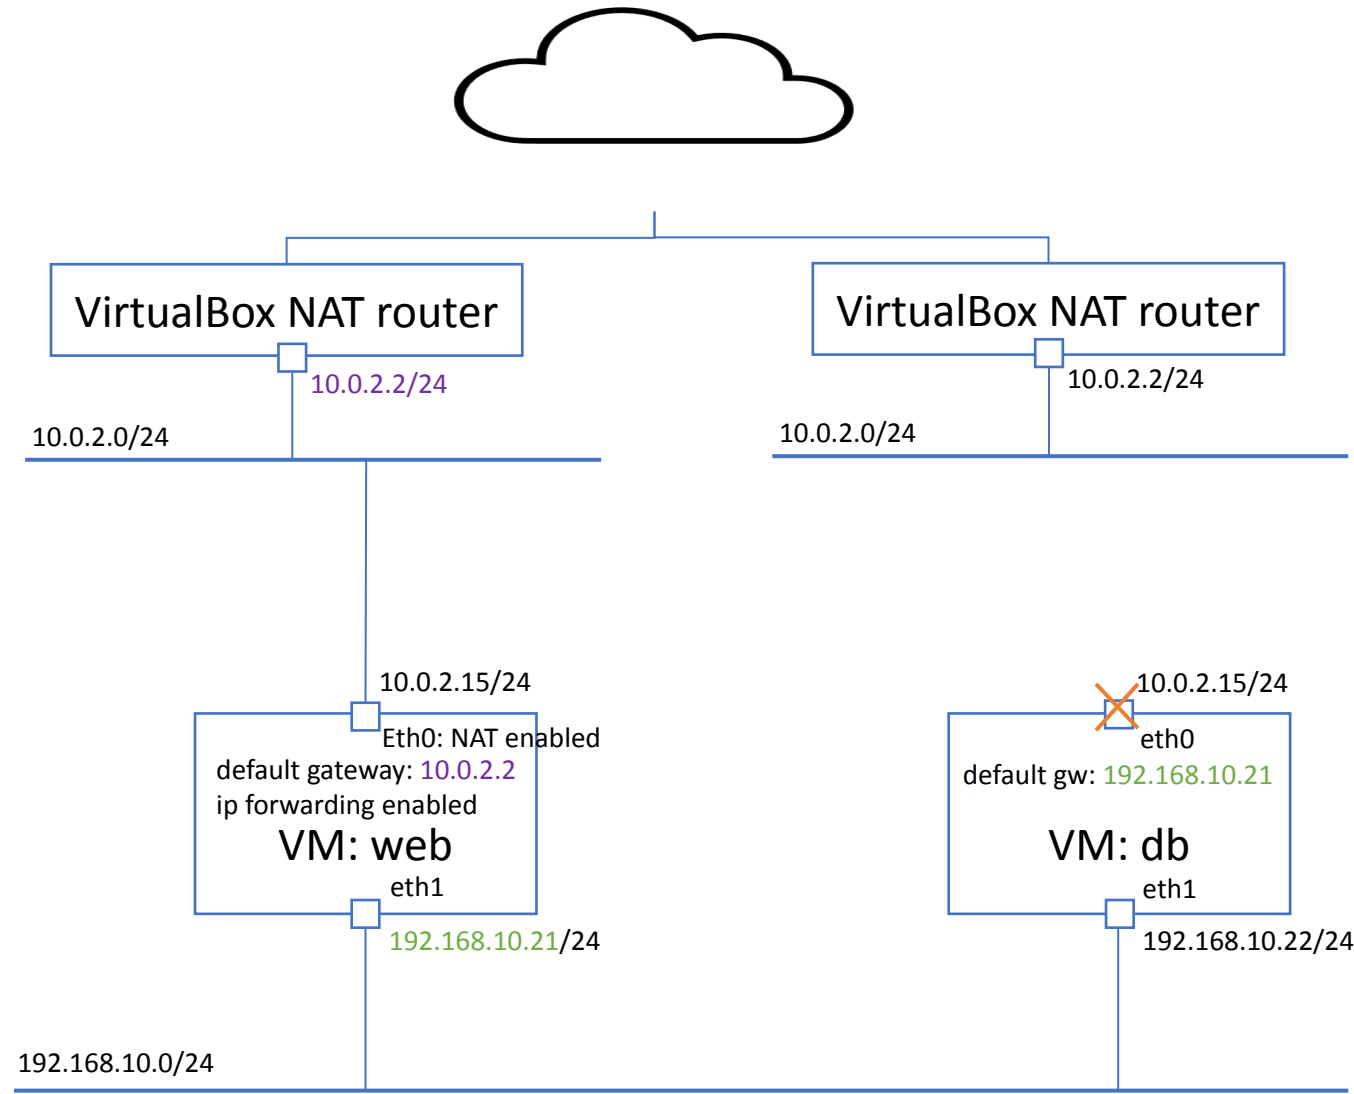 VirtualBox NAT router
10.0.2.2/24
10.0.2.0/24
VirtualBox NAT router
10.0.2.2/24
10.0.2.0/24
10.0.2.15/24
Eth0: NAT enabled
default gateway: 10.0.2.2
ip forwarding enabled
VM: web
eth1
192.168.10.21/24
10.0.2.15/24
eth0
default gw: 192.168.10.21
VM: db
eth1
192.168.10.22/24
192.168.10.0/24